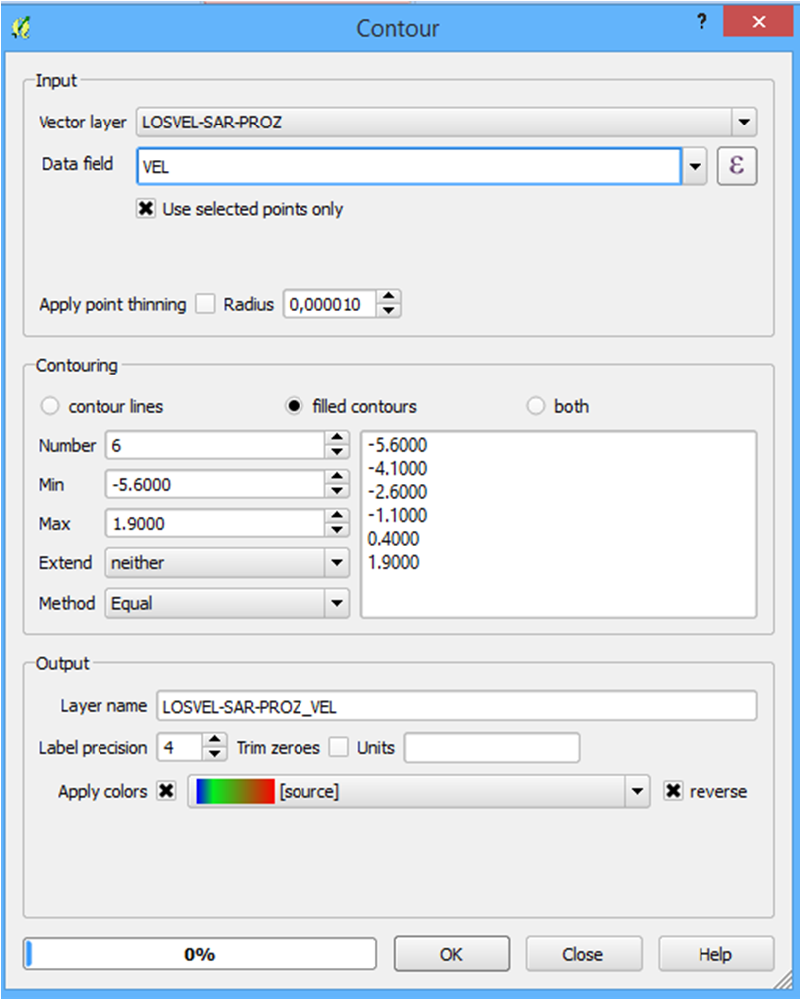 Contour
?
Input
Vector layer LOSVEL-SAR-PROZ
Data field VEL ε
Use selected points only
Apply point thinning Radius 0,000010
Contouring
contour lines filled contours both
Number 6
Min -5.6000
Max 1.9000
Extend neither
Method Equal
-5.6000
-4.1000
-2.6000
-1.1000
0.4000
1.9000
Output
Layer name LOSVEL-SAR-PROZ_VEL
Label precision 4 Trim zeroes Units
Apply colors [source] reverse
0% OK Close Help